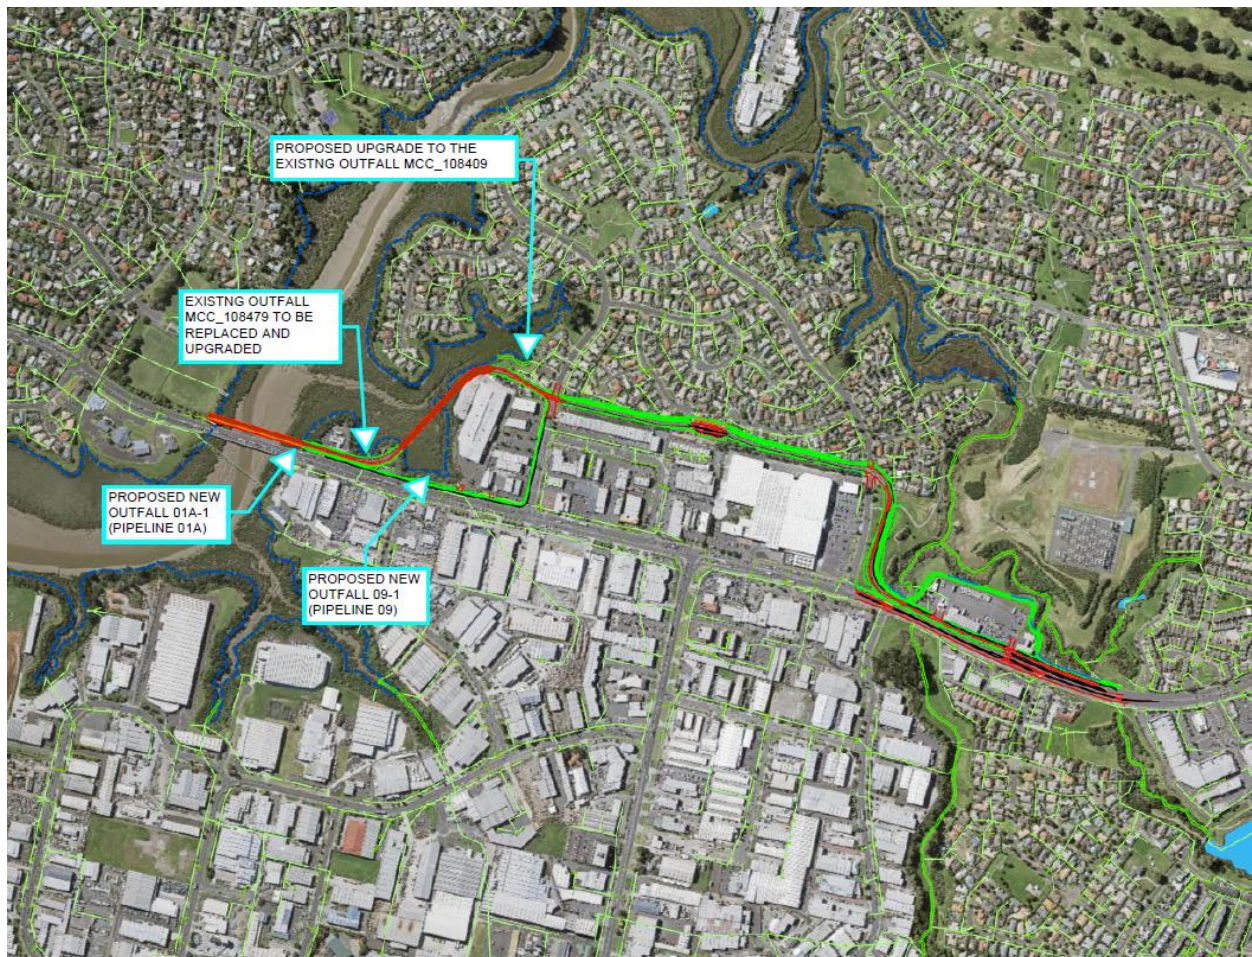 PROPOSED UPGRADE TO THE
EXISTNG OUTFALL MCC_108409
EXISTNG OUTFALL
MCC_108479 TO BE
REPLACED AND
UPGRADED
PROPOSED NEW
OUTFALL 01A-1
(PIPELINE 01A)
PROPOSED NEW
OUTFALL 09-1
(PIPELINE 09)